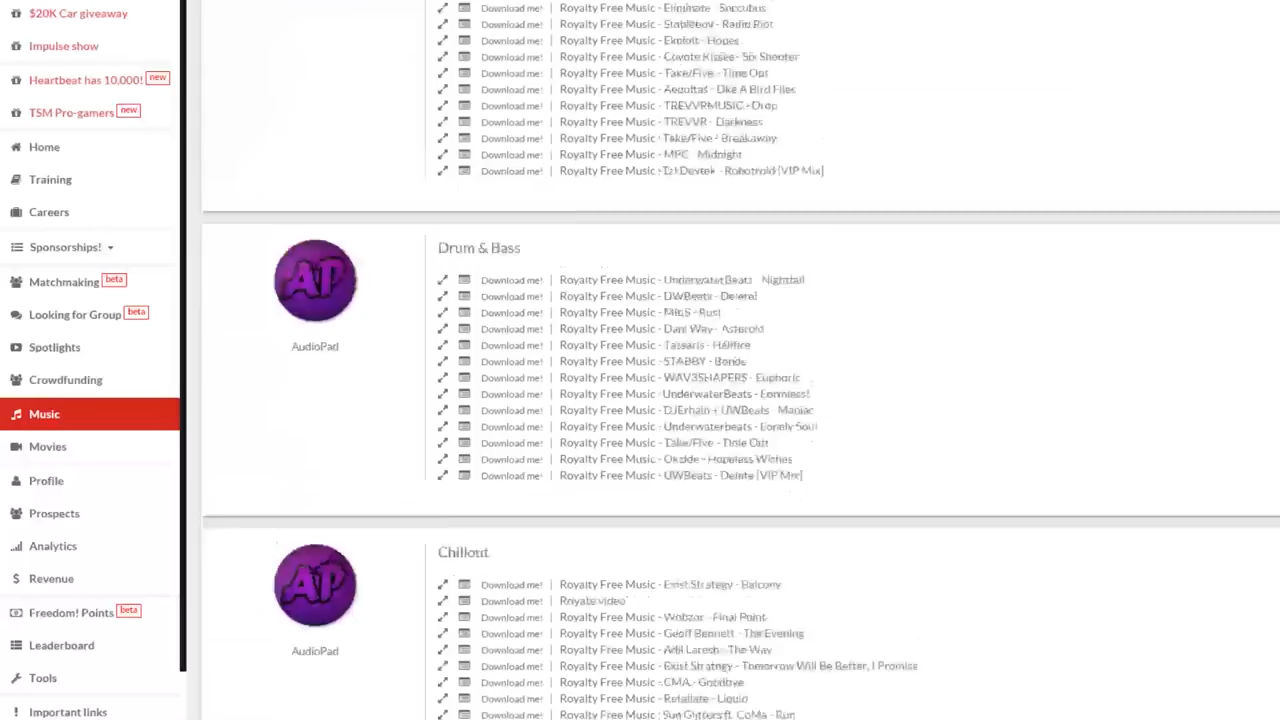 $20K Car giveaway
Impulse show
Heartbeat has 10,000! new
TSM Pro-gamers new
Home
Training
Careers
Sponsorships!
Matchmaking beta
Looking for Group beta
Spotlights
Crowdfunding
Music
Movies
Profile
Prospects
Analytics
Revenue
Freedom! Points beta
Leaderboard
Tools
Important links
Download me! | Royalty Free Music - Eliminate - Succubus
Download me! | Royalty Free Music - Radio Riot
Download me! | Royalty Free Music - Exploit - Hopes
Download me! | Royalty Free Music - Coyote Kisses - Six Shooter
Download me! | Royalty Free Music - Take/Five - Time Out
Download me! | Royalty Free Music - Like A Bird Flies
Download me! | Royalty Free Music - TREVVRMUSIC - Drop
Download me! | Royalty Free Music - TREVVR - Darkness
Download me! | Royalty Free Music - Take/Five - Breakaway
Download me! | Royalty Free Music - MPC - Midnight
Download me! | Royalty Free Music - Robotroid [VIP Mix]
Drum & Bass
AP
AudioPad
Download me! | Royalty Free Music - UnderwaterBeats - Nightfall
Download me! | Royalty Free Music - UWBeats -
Download me! | Royalty Free Music - - Rust
Download me! | Royalty Free Music - Dani Way - Asteroid
Download me! | Royalty Free Music - - Hellfire
Download me! | Royalty Free Music - STABBY - Bends
Download me! | Royalty Free Music - WAV3SHAPERS - Euphoric
Download me! | Royalty Free Music - UnderwaterBeats -
Download me! | Royalty Free Music - + UWBeats - Maniac
Download me! | Royalty Free Music - Underwaterbeats - Lonely Soul
Download me! | Royalty Free Music - Take/Five - Time Out
Download me! | Royalty Free Music - - Hopeless Wishes
Download me! | Royalty Free Music - UWBeats - Delete [VIP Mix]
Chillout
AP
AudioPad
Download me! | Royalty Free Music - Exist Strategy - Balcony
Download me! | Private video
Download me! | Royalty Free Music - - Final Point
Download me! | Royalty Free Music - Geoff Bennett - The Evening
Download me! | Royalty Free Music - - The Way
Download me! | Royalty Free Music - Exist Strategy - Tomorrow Will Be Better, I Promise
Download me! | Royalty Free Music - CMA - Goodbye
Download me! | Royalty Free Music - Retaliate - Liquid
Download me! | Royalty Free Music - Sun Glitters ft. CoMa - Run